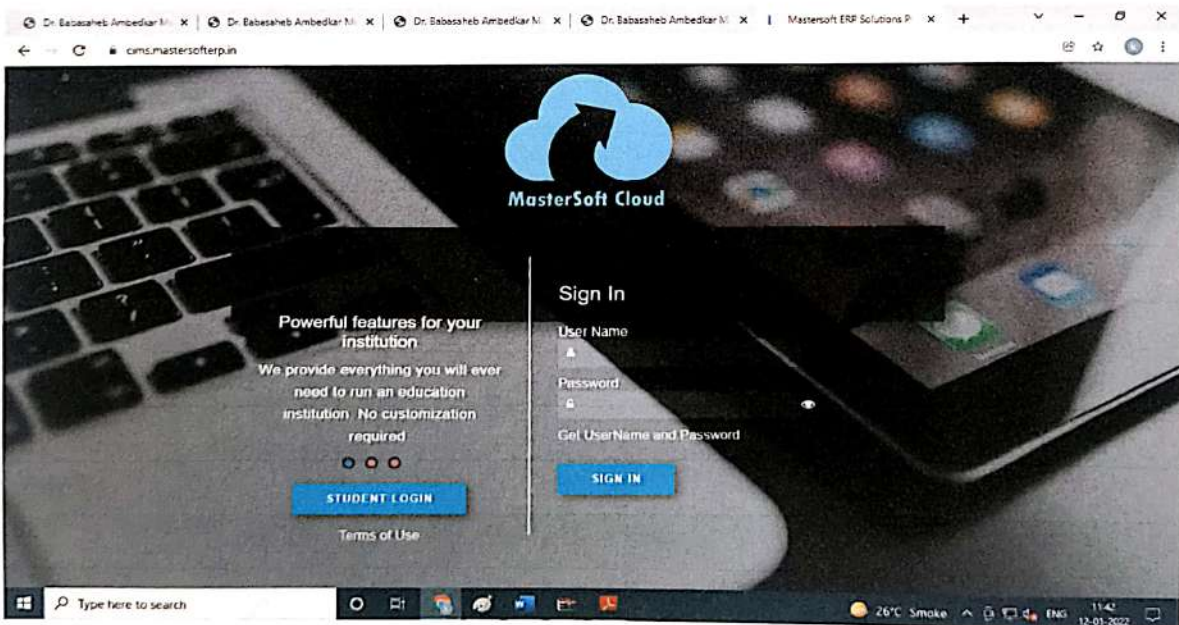 Dr. Babasaheb Ambedkar M
Dr. Babasaheb Ambedkar M
Dr. Babasaheb Ambedkar M
Dr. Babasaheb Ambedkar M
Mastersoft ERP Solutions P
cims.mastersofterp.in
MasterSoft Cloud
Powerful features for your
institution
We provide everything you will ever
need to run an education
institution. No customization
required
STUDENT LOGIN
Terms of Use
Sign In
User Name
Password
Get UserName and Password
SIGN IN
Type here to search
26°C Smoke
ENG
11:42
12-01-2022